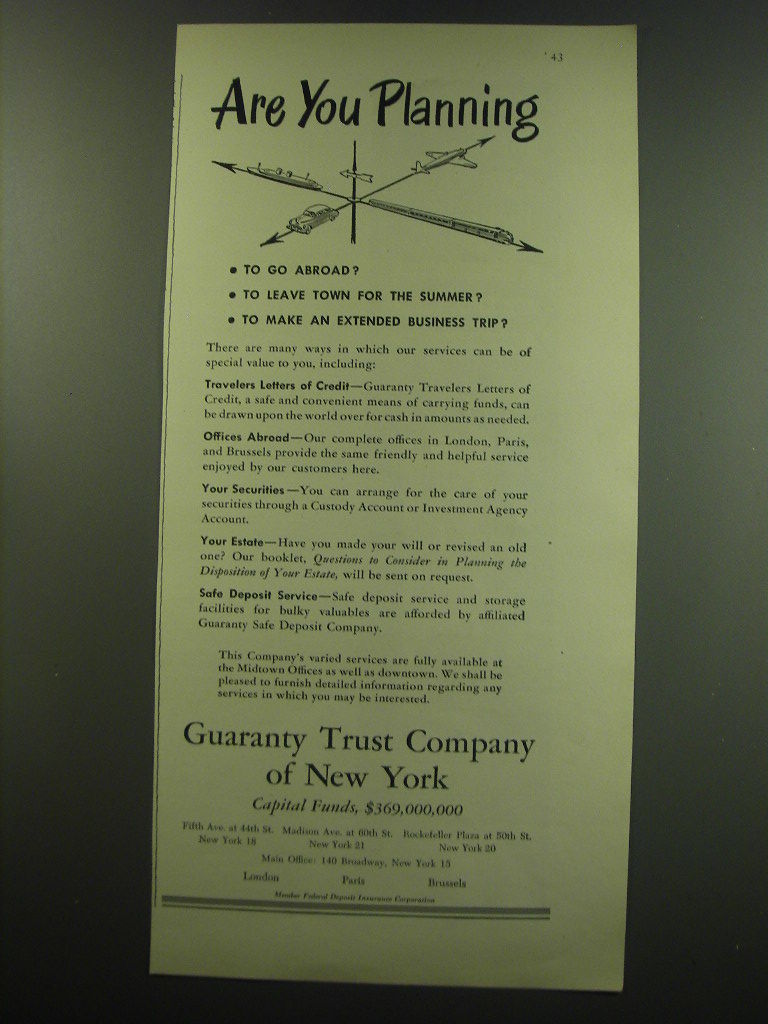 ' 43
Are You Planning
• TO GO ABROAD?
• TO LEAVE TOWN FOR THE SUMMER?
• TO MAKE AN EXTENDED BUSINESS TRIP?
There are many ways in which our services can be of
special value to you, including:
Travelers Letters of Credit—Guaranty Travelers Letters of
Credit, a safe and convenient means of carrying funds, can
be drawn upon the world over for cash in amounts as needed.
Offices Abroad—Our complete offices in London, Paris,
and Brussels provide the same friendly and helpful service
enjoyed by our customers here.
Your Securities—You can arrange for the care of your
securities through a Custody Account or Investment Agency
Account.
Your Estate—Have you made your will or revised an old
one? Our booklet, Questions to Consider in Planning the
Disposition of Your Estate, will be sent on request.
Safe Deposit Service—Safe deposit service and storage
facilities for bulky valuables are afforded by affiliated
Guaranty Safe Deposit Company.
This Company's varied services are fully available at
the Midtown Offices as well as downtown. We shall be
pleased to furnish detailed information regarding any
services in which you may be interested.
Guaranty Trust Company
of New York
Capital Funds, $369,000,000
Fifth Ave. at 44th St. Madison Ave. at 60th St. Rockefeller Plaza at 50th St.
New York 18 New York 21 New York 20
Main Office: 140 Broadway, New York 15
London Paris Brussels
Member Federal Deposit Insurance Corporation